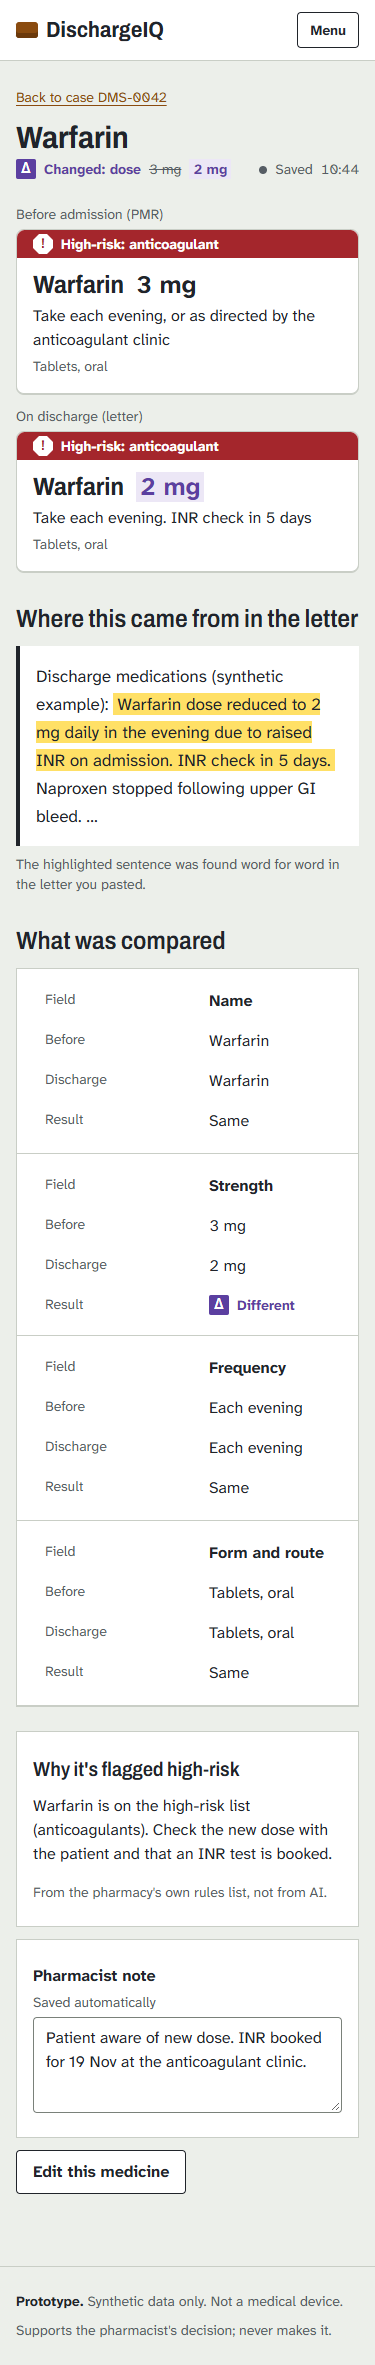 DischargeIQ
Menu
Back to case DMS-0042
Warfarin
Δ Changed: dose 3 mg 2 mg
Saved 10:44
Before admission (PMR)
! High-risk: anticoagulant
Warfarin 3 mg
Take each evening, or as directed by the
anticoagulant clinic
Tablets, oral
On discharge (letter)
! High-risk: anticoagulant
Warfarin 2 mg
Take each evening. INR check in 5 days
Tablets, oral
Where this came from in the letter
Discharge medications (synthetic
example): Warfarin dose reduced to 2
mg daily in the evening due to raised
INR on admission. INR check in 5 days.
Naproxen stopped following upper GI
bleed. ...
The highlighted sentence was found word for word in
the letter you pasted.
What was compared
Field Name
Before Warfarin
Discharge Warfarin
Result Same
Field Strength
Before 3 mg
Discharge 2 mg
Result Δ Different
Field Frequency
Before Each evening
Discharge Each evening
Result Same
Field Form and route
Before Tablets, oral
Discharge Tablets, oral
Result Same
Why it's flagged high-risk
Warfarin is on the high-risk list
(anticoagulants). Check the new dose with
the patient and that an INR test is booked.
From the pharmacy's own rules list, not from AI.
Pharmacist note
Saved automatically
Patient aware of new dose. INR booked
for 19 Nov at the anticoagulant clinic.
Edit this medicine
Prototype. Synthetic data only. Not a medical device.
Supports the pharmacist's decision; never makes it.